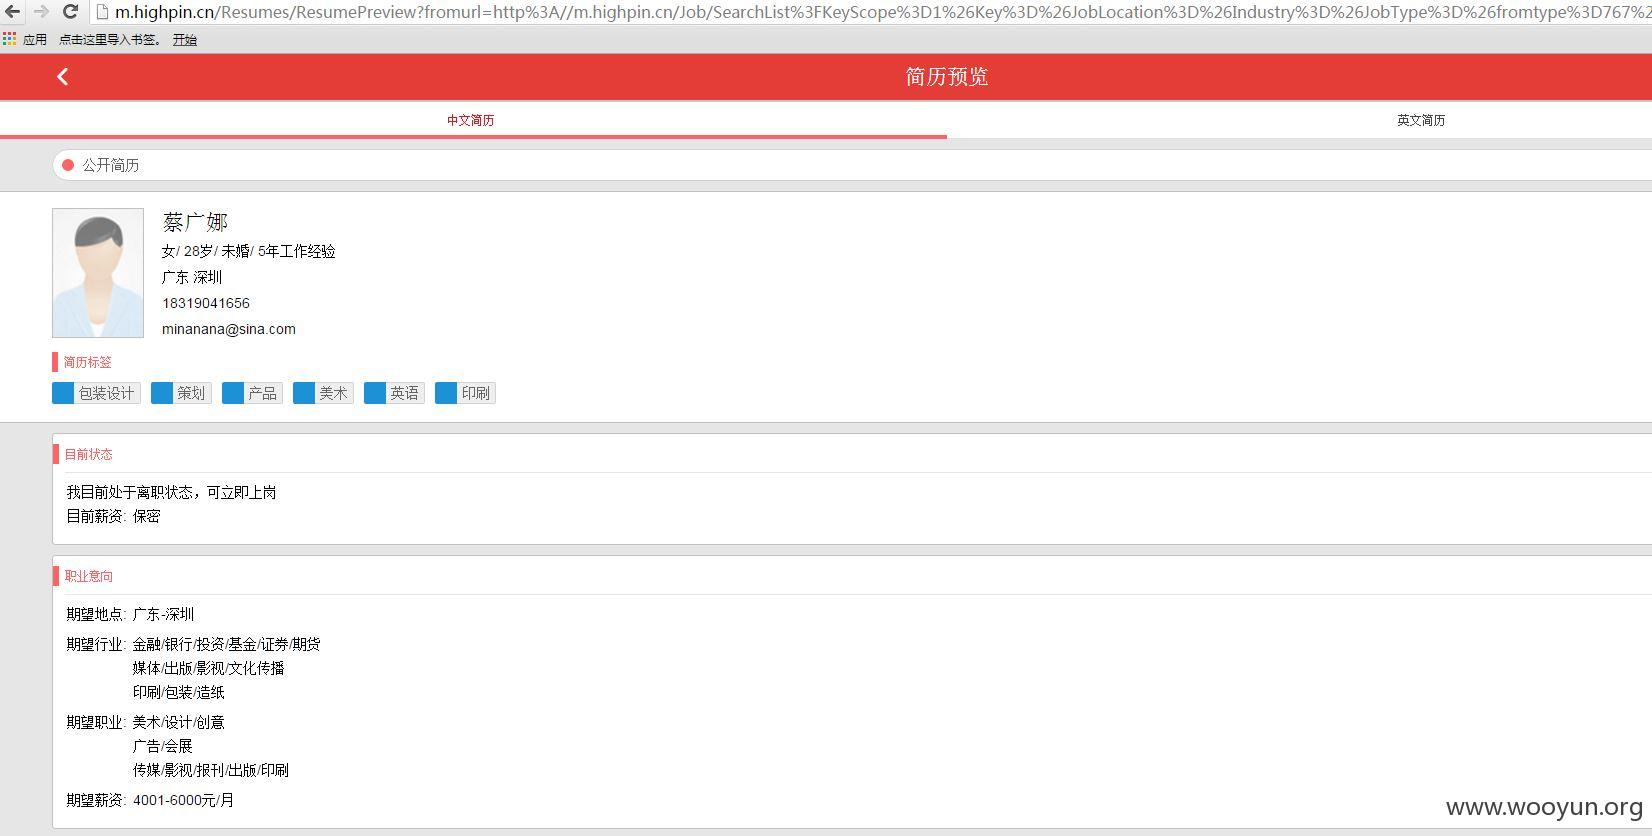 m.highpin.cn/Resumes/ResumePreview?fromurl=http%3A//m.highpin.cn/Job/SearchList%3FKeyScope%3D1%26Key%3D%26JobLocation%3D%26Industry%3D%26JobType%3D%26fromtype%3D767%2
应用 点击这里导入书签。 开始
简历预览
中文简历 英文简历
公开简历
蔡广娜
女/ 28岁/ 未婚/ 5年工作经验
广东 深圳
18319041656
minanana@sina.com
简历标签
包装设计 策划 产品 美术 英语 印刷
目前状态
我目前处于离职状态，可立即上岗
目前薪资: 保密
职业意向
期望地点: 广东-深圳
期望行业: 金融/银行/投资/基金/证券/期货
媒体/出版/影视/文化传播
印刷/包装/造纸
期望职业: 美术/设计/创意
广告/会展
传媒/影视/报刊/出版/印刷
期望薪资: 4001-6000元/月
www.wooyun.org